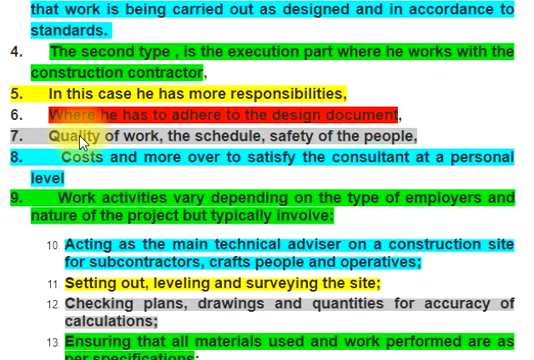 that work is being carried out as designed and in accordance to
standards.
4. The second type , is the execution part where he works with the
construction contractor,
5. In this case he has more responsibilities,
6. Where he has to adhere to the design document,
7. Quality of work, the schedule, safety of the people,
8. Costs and more over to satisfy the consultant at a personal
level
9. Work activities vary depending on the type of employers and
nature of the project but typically involve:
10. Acting as the main technical adviser on a construction site
for subcontractors, crafts people and operatives;
11. Setting out, leveling and surveying the site;
12. Checking plans, drawings and quantities for accuracy of
calculations;
13. Ensuring that all materials used and work performed are as
per specifications;